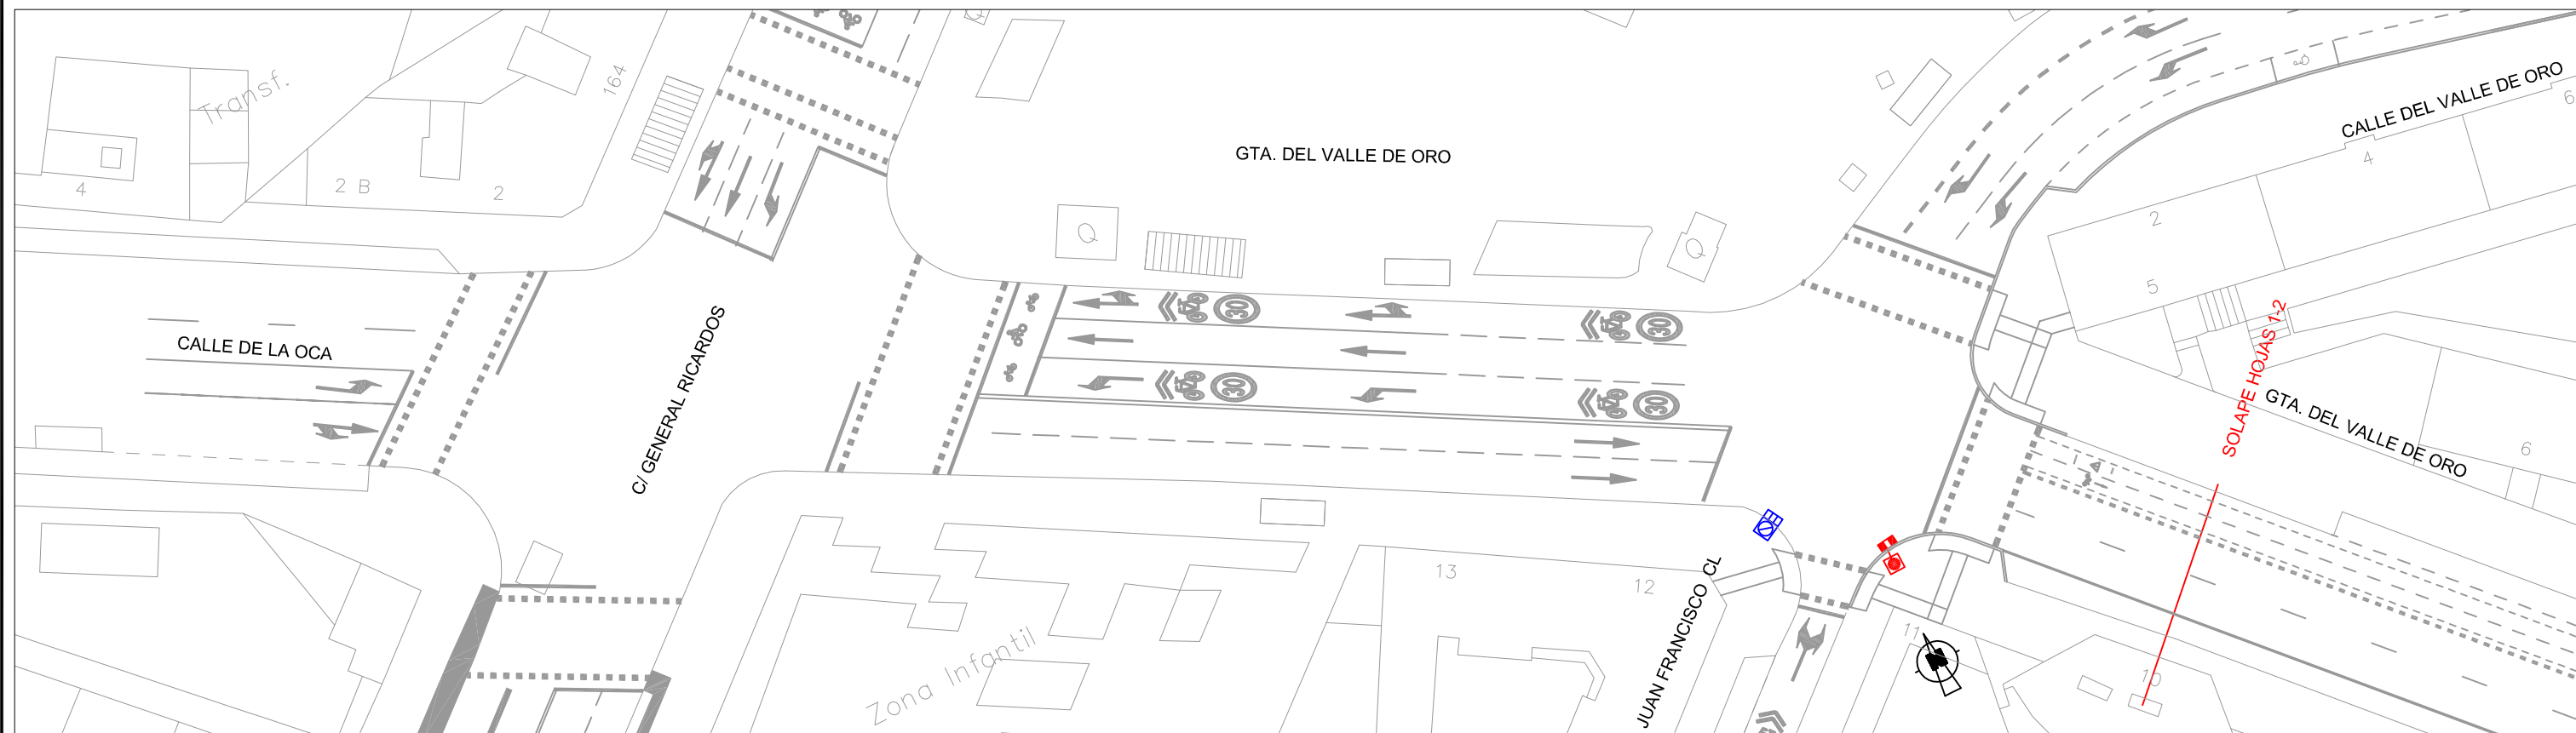 Transf.
164
4
2 B
2
GTA. DEL VALLE DE ORO
CALLE DEL VALLE DE ORO
6
4
2
5
CALLE DE LA OCA
C/ GENERAL RICARDOS
30
30
30
30
SOLAPE HOJAS 1-2
GTA. DEL VALLE DE ORO
6
13
12
JUAN FRANCISCO CL
11
10
Zona Infantil